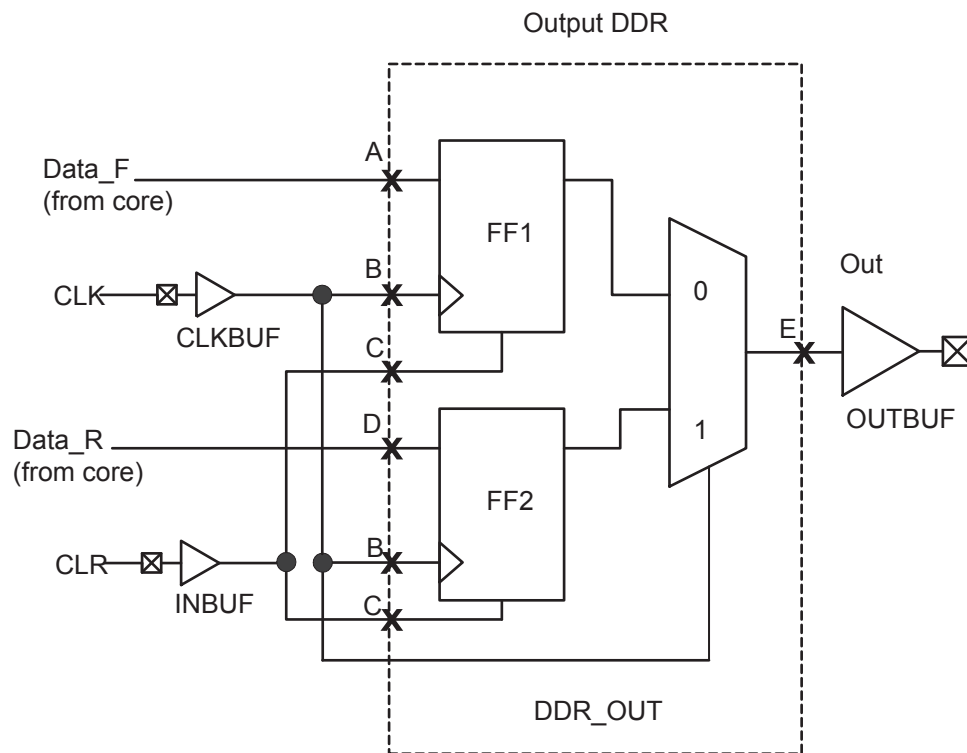 Output DDR
A
Data_F
(from core)
FF1
B
CLK
CLKBUF
C
0
Out
E
OUTBUF
D
Data_R
(from core)
1
FF2
B
CLR
INBUF
C
DDR_OUT